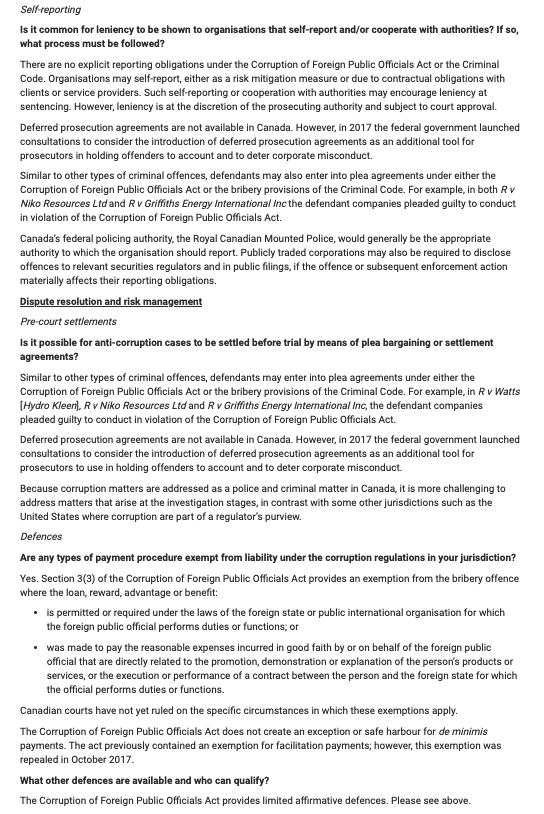 Self-reporting
Is it common for leniency to be shown to organisations that self-report and/or cooperate with authorities? If so,
what process must be followed?
There are no explicit reporting obligations under the Corruption of Foreign Public Officials Act or the Criminal
Code. Organisations may self-report, either as a risk mitigation measure or due to contractual obligations with
clients or service providers. Such self-reporting or cooperation with authorities may encourage leniency at
sentencing. However, leniency is at the discretion of the prosecuting authority and subject to court approval.
Deferred prosecution agreements are not available in Canada. However, in 2017 the federal government launched
consultations to consider the introduction of deferred prosecution agreements as an additional tool for
prosecutors in holding offenders to account and to deter corporate misconduct.
Similar to other types of criminal offences, defendants may also enter into plea agreements under either the
Corruption of Foreign Public Officials Act or the bribery provisions of the Criminal Code. For example, in both R v
Niko Resources Ltd and R v Griffiths Energy International Inc the defendant companies pleaded guilty to conduct
in violation of the Corruption of Foreign Public Officials Act.
Canada's federal policing authority, the Royal Canadian Mounted Police, would generally be the appropriate
authority to which the organisation should report. Publicly traded corporations may also be required to disclose
offences to relevant securities regulators and in public filings, if the offence or subsequent enforcement action
materially affects their reporting obligations.
Dispute resolution and risk management
Pre-court settlements
Is it possible for anti-corruption cases to be settled before trial by means of plea bargaining or settlement
agreements?
Similar to other types of criminal offences, defendants may enter into plea agreements under either the
Corruption of Foreign Public Officials Act or the bribery provisions of the Criminal Code. For example, in R v Watts
[Hydro Kleen], R v Niko Resources Ltd and R v Griffiths Energy International Inc, the defendant companies
pleaded guilty to conduct in violation of the Corruption of Foreign Public Officials Act.
Deferred prosecution agreements are not available in Canada. However, in 2017 the federal government launched
consultations to consider the introduction of deferred prosecution agreements as an additional tool for
prosecutors to use in holding offenders to account and to deter corporate misconduct.
Because corruption matters are addressed as a police and criminal matter in Canada, it is more challenging to
address matters that arise at the investigation stages, in contrast with some other jurisdictions such as the
United States where corruption are part of a regulator's purview.
Defences
Are any types of payment procedure exempt from liability under the corruption regulations in your jurisdiction?
Yes. Section 3(3) of the Corruption of Foreign Public Officials Act provides an exemption from the bribery offence
where the loan, reward, advantage or benefit:
• is permitted or required under the laws of the foreign state or public international organisation for which
the foreign public official performs duties or functions; or
• was made to pay the reasonable expenses incurred in good faith by or on behalf of the foreign public
official that are directly related to the promotion, demonstration or explanation of the person's products or
services, or the execution or performance of a contract between the person and the foreign state for which
the official performs duties or functions.
Canadian courts have not yet ruled on the specific circumstances in which these exemptions apply.
The Corruption of Foreign Public Officials Act does not create an exception or safe harbour for de minimis
payments. The act previously contained an exemption for facilitation payments; however, this exemption was
repealed in October 2017.
What other defences are available and who can qualify?
The Corruption of Foreign Public Officials Act provides limited affirmative defences. Please see above.